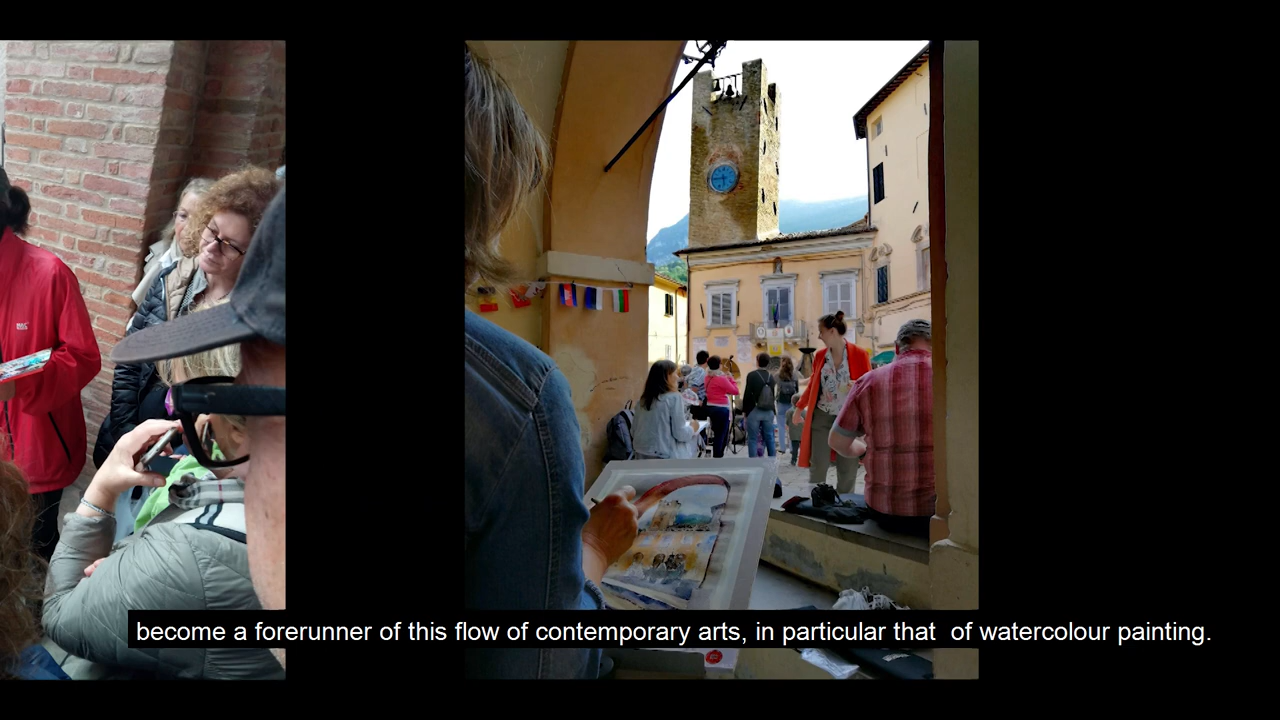 become a forerunner of this flow of contemporary arts, in particular that  of watercolour painting.